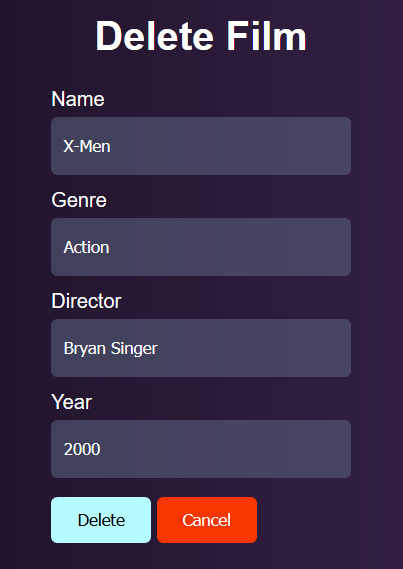 Delete Film
Name
X-Men
Genre
Action
Director
Bryan Singer
Year
2000
Delete Cancel